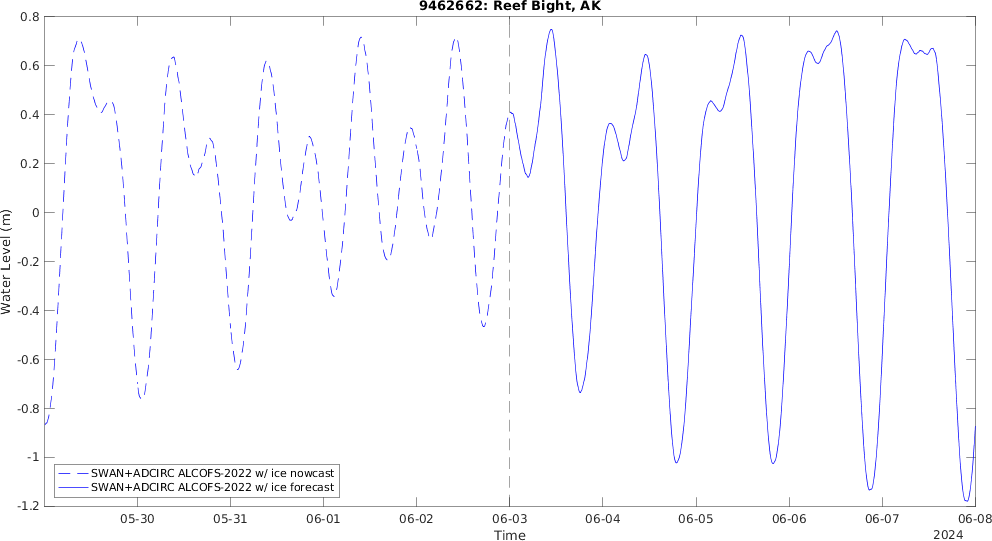 9462662: Reef Bight, AK
0.8
0.6
0.4
0.2
0
-0.2
-0.4
-0.6
-0.8
-1
-1.2
Water Level (m)
SWAN+ADCIRC ALCOFS-2022 w/ ice nowcast
SWAN+ADCIRC ALCOFS-2022 w/ ice forecast
05-30 05-31 06-01 06-02 06-03 06-04 06-05 06-06 06-07 06-08
Time
2024